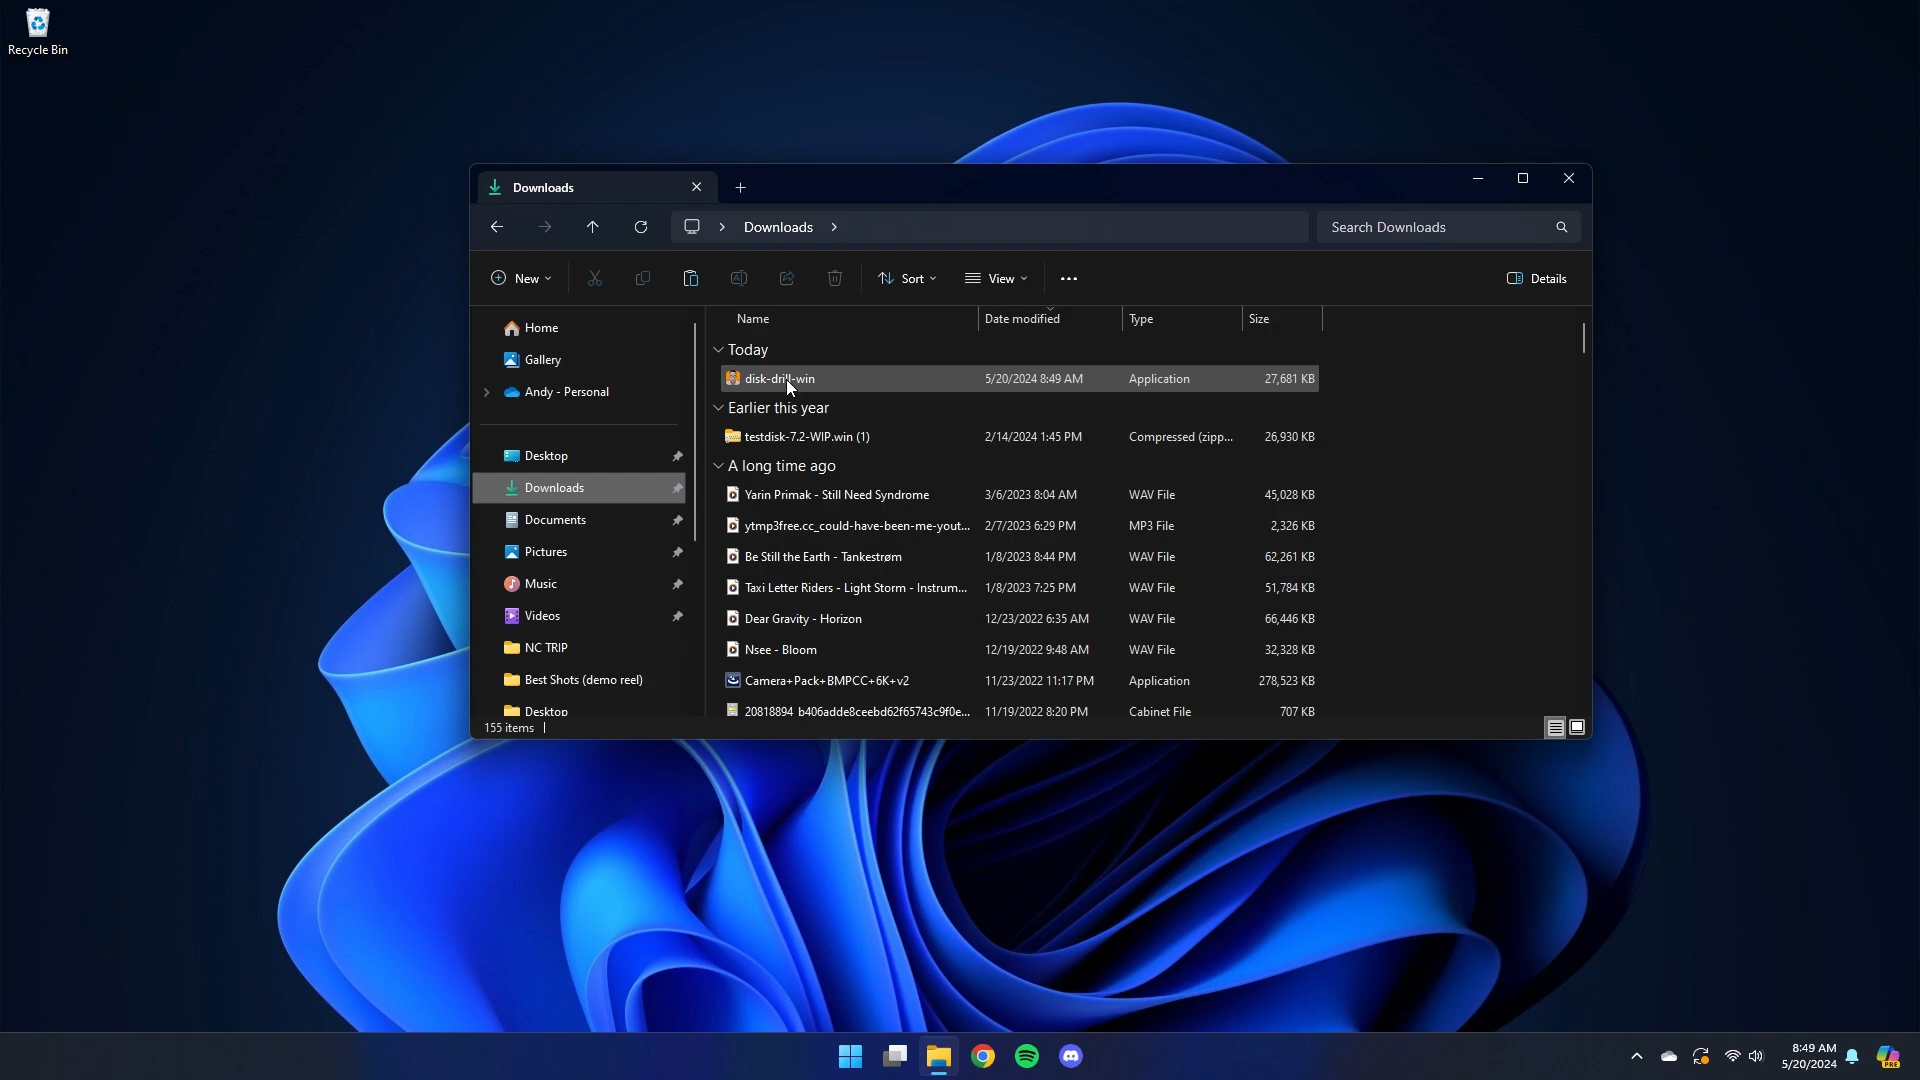 Recycle Bin
Downloads
Downloads
Search Downloads
New
Sort
View
Details
Name Date modified Type Size
Home
Gallery
Andy - Personal
Desktop
Downloads
Documents
Pictures
Music
Videos
NC TRIP
Best Shots (demo reel)
Desktop
Today
disk-drill-win 5/20/2024 8:49 AM Application 27,681 KB
Earlier this year
testdisk-7.2-WIP.win (1) 2/14/2024 1:45 PM Compressed (zipp... 26,930 KB
A long time ago
Yarin Primak - Still Need Syndrome 3/6/2023 8:04 AM WAV File 45,028 KB
ytmp3free.cc_could-have-been-me-yout... 2/7/2023 6:29 PM MP3 File 2,326 KB
Be Still the Earth - Tankestrøm 1/8/2023 8:44 PM WAV File 62,261 KB
Taxi Letter Riders - Light Storm - Instrum... 1/8/2023 7:25 PM WAV File 51,784 KB
Dear Gravity - Horizon 12/23/2022 6:35 AM WAV File 66,446 KB
Nsee - Bloom 12/19/2022 9:48 AM WAV File 32,328 KB
Camera+Pack+BMPCC+6K+v2 11/23/2022 11:17 PM Application 278,523 KB
20818894_b406adde8ceebd62f65743c9f0e... 11/19/2022 8:20 PM Cabinet File 707 KB
155 items
8:49 AM
5/20/2024
PRE